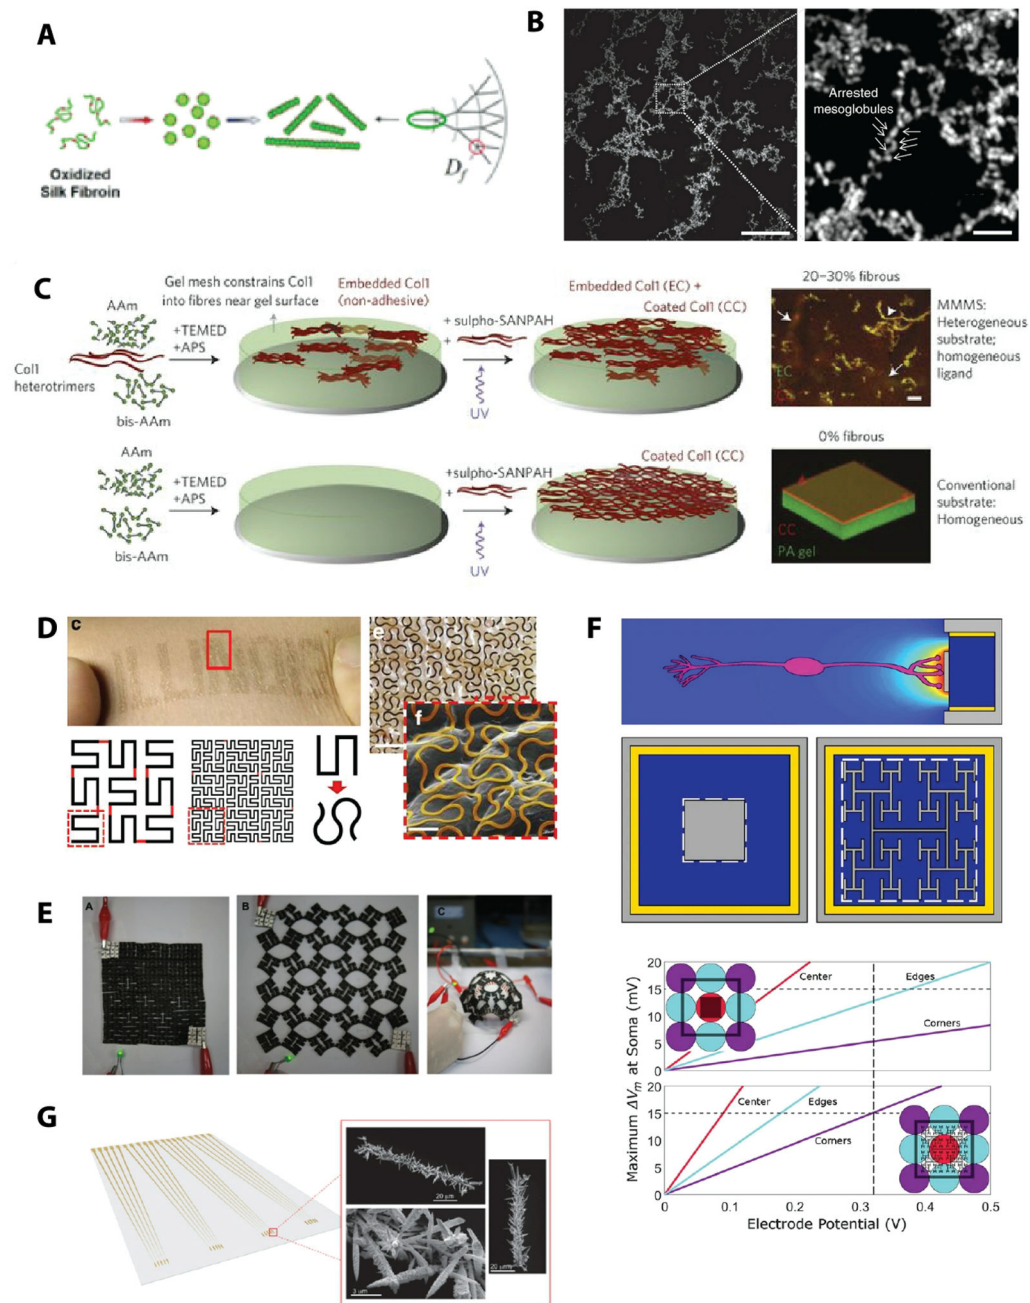 A
Oxidized
Silk Fibroin
Df
B
Arrested
mesoglobules
C
AAm
Col1
heterotrimers
bis-AAm
+TEMED
+APS
Gel mesh constrains Col1
into fibres near gel surface
Embedded Col1
(non-adhesive)
+ sulpho-SANPAH
+
UV
Embedded Col1 (EC) +
Coated Col1 (CC)
20–30% fibrous
EC
MMMS:
Heterogeneous
substrate;
homogeneous
ligand
AAm
bis-AAm
+TEMED
+APS
+sulpho-SANPAH
+
UV
Coated Col1 (CC)
0% fibrous
CC
PA gel
Conventional
substrate:
Homogeneous
D
c
e
f
E
A
B
C
F
Maximum ΔVm at Soma (mV)
20
15
10
5
0
Center
Edges
Corners
20
15
10
5
0
Center
Edges
Corners
0
0.1
0.2
0.3
0.4
0.5
Electrode Potential (V)
G
20 μm
3 μm
20 μm